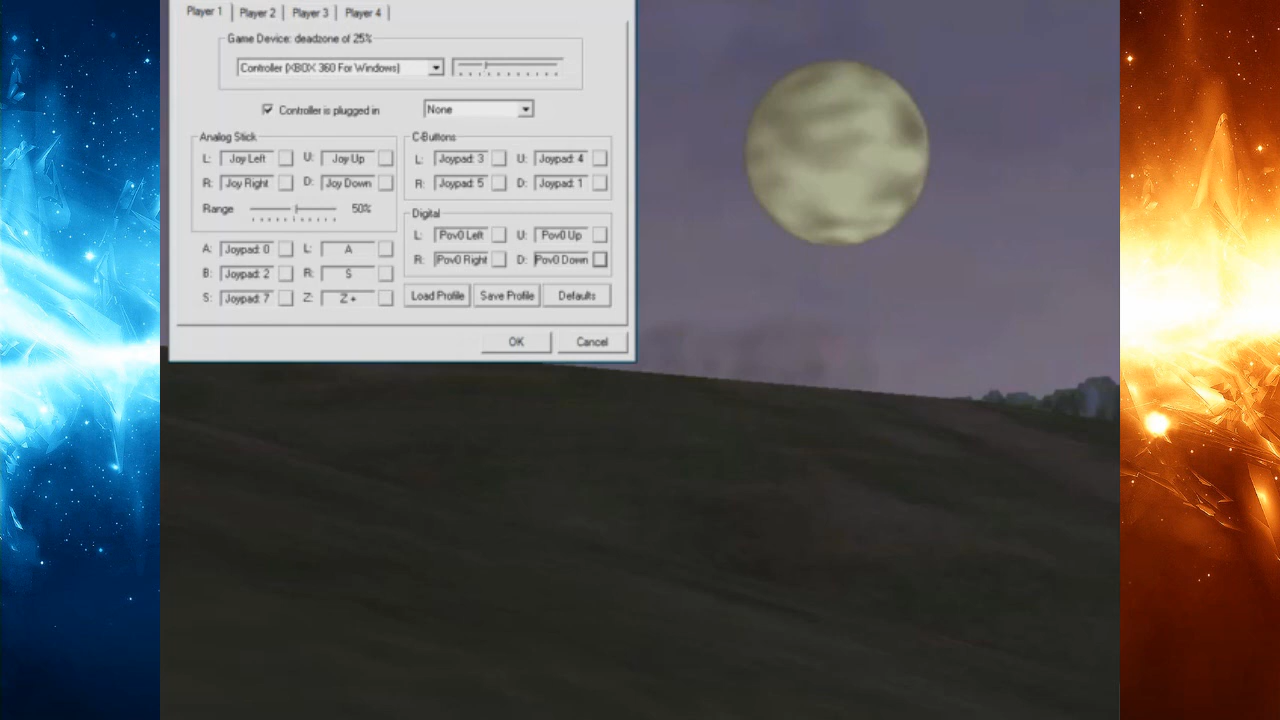 Player 1 Player 2 Player 3 Player 4
Game Device: deadzone of 25%
Controller (XBOX 360 For Windows)
Controller is plugged in None
Analog Stick
L: Joy Left U: Joy Up
R: Joy Right D: Joy Down
Range 50%
A: Joypad: 0 L: A
B: Joypad: 2 R: S
S: Joypad: 7 Z: Z +
C-Buttons
L: Joypad: 3 U: Joypad: 4
R: Joypad: 5 D: Joypad: 1
Digital
L: Pov0 Left U: Pov0 Up
R: Pov0 Right D: Pov0 Down
Load Profile Save Profile Defaults
OK Cancel